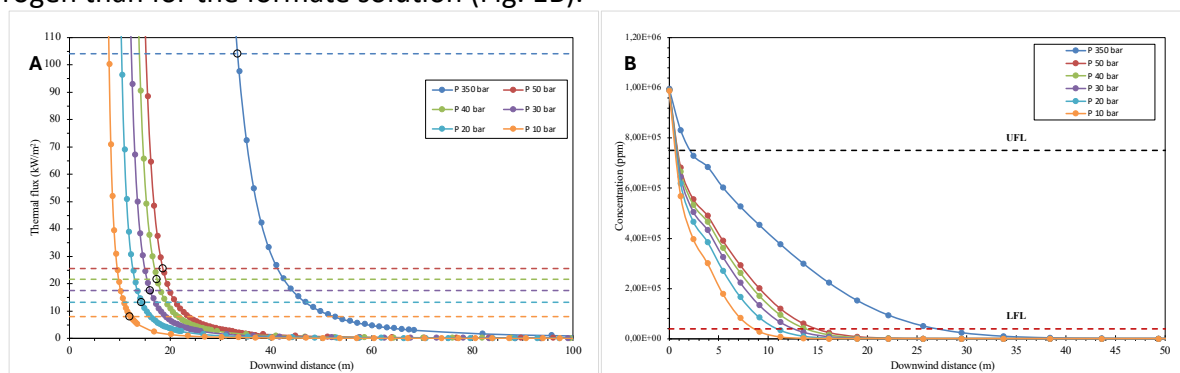 rogen than for the formate solution (Fig. 2B).
110
100
90
80
70
60
50
40
30
20
10
0
Thermal flux (kW/m²)
A
P 350 bar P 50 bar
P 40 bar P 30 bar
P 20 bar P 10 bar
0 20 40 60 80 100
Downwind distance (m)
1,20E+06
1,00E+06
8,00E+05
6,00E+05
4,00E+05
2,00E+05
0,00E+00
Concentration (ppm)
B
P 350 bar
P 50 bar
P 40 bar
P 30 bar
P 20 bar
P 10 bar
UFL
LFL
0 5 10 15 20 25 30 35 40 45 50
Downwind distance (m)